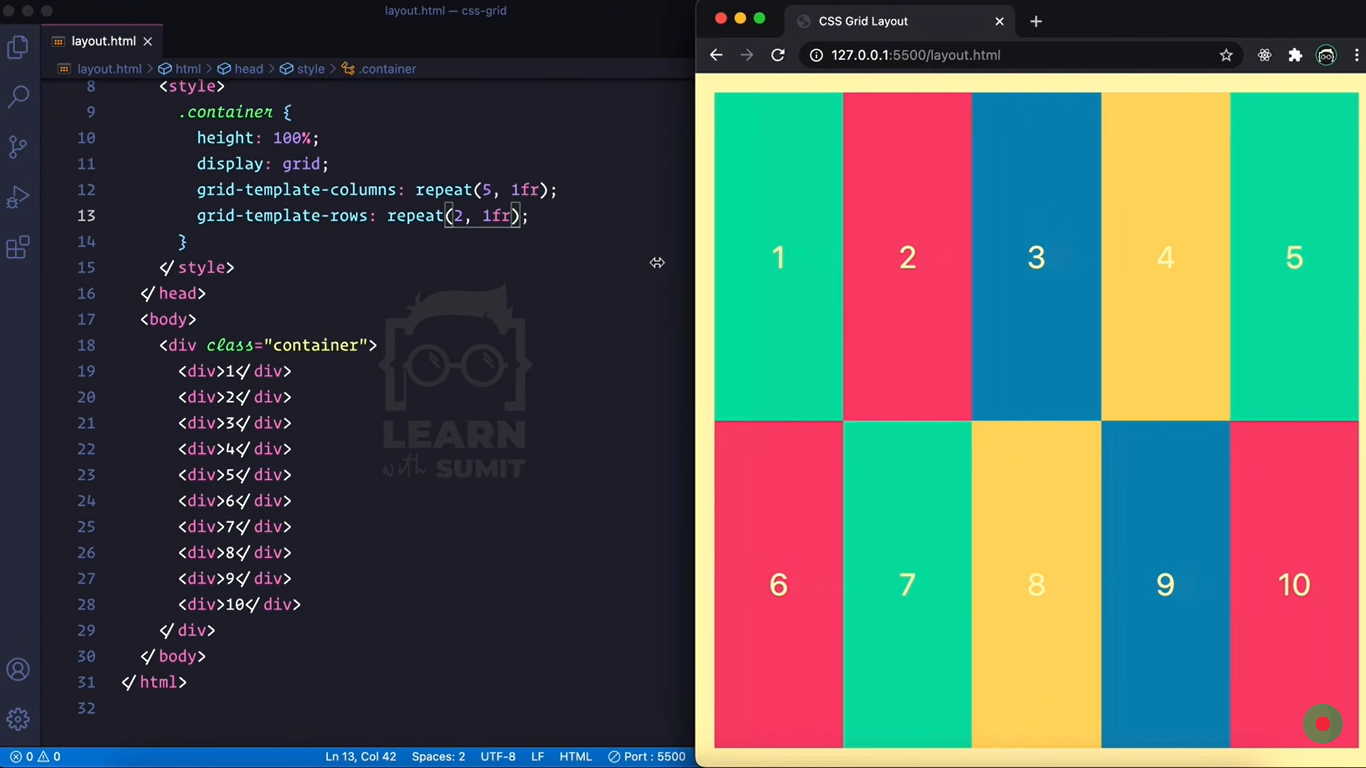 layout.html — css-grid
layout.html
layout.html > html > head > style > .container
8 <style>
9 .container {
10 height: 100%;
11 display: grid;
12 grid-template-columns: repeat(5, 1fr);
13 grid-template-rows: repeat(2, 1fr);
14 }
15 </style>
16 </head>
17 <body>
18 <div class="container">
19 <div>1</div>
20 <div>2</div>
21 <div>3</div>
22 <div>4</div>
23 <div>5</div>
24 <div>6</div>
25 <div>7</div>
26 <div>8</div>
27 <div>9</div>
28 <div>10</div>
29 </div>
30 </body>
31 </html>
32
LEARN
with SUMIT
0 0
Ln 13, Col 42 Spaces: 2 UTF-8 LF HTML Port : 5500
CSS Grid Layout
127.0.0.1:5500/layout.html
1 2 3 4 5
6 7 8 9 10